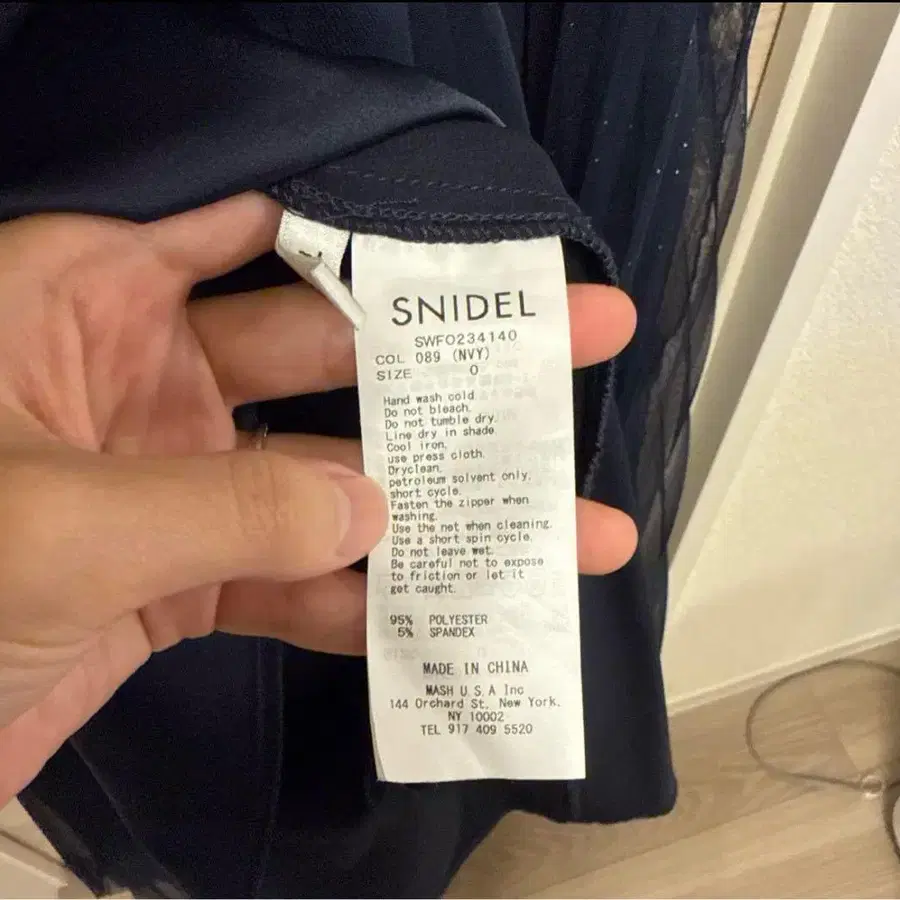 SNIDEL
SWFO234140
COL 089 (NVY)
SIZE 0
Hand wash cold
Do not bleach.
Do not tumble dry.
Line dry in shade
Cool iron.
use press cloth.
Dryclean.
petroleum solvent only.
short cycle.
Fasten the zipper when
washing.
Use the net when cleaning.
Use a short spin cycle.
Do not leave wet.
Be careful not to expose
to friction or let it
get caught.
95% POLYESTER
5% SPANDEX
MADE IN CHINA
MASH U.S.A Inc
144 Orchard St. New York.
NY 10002
TEL 917 409 5520